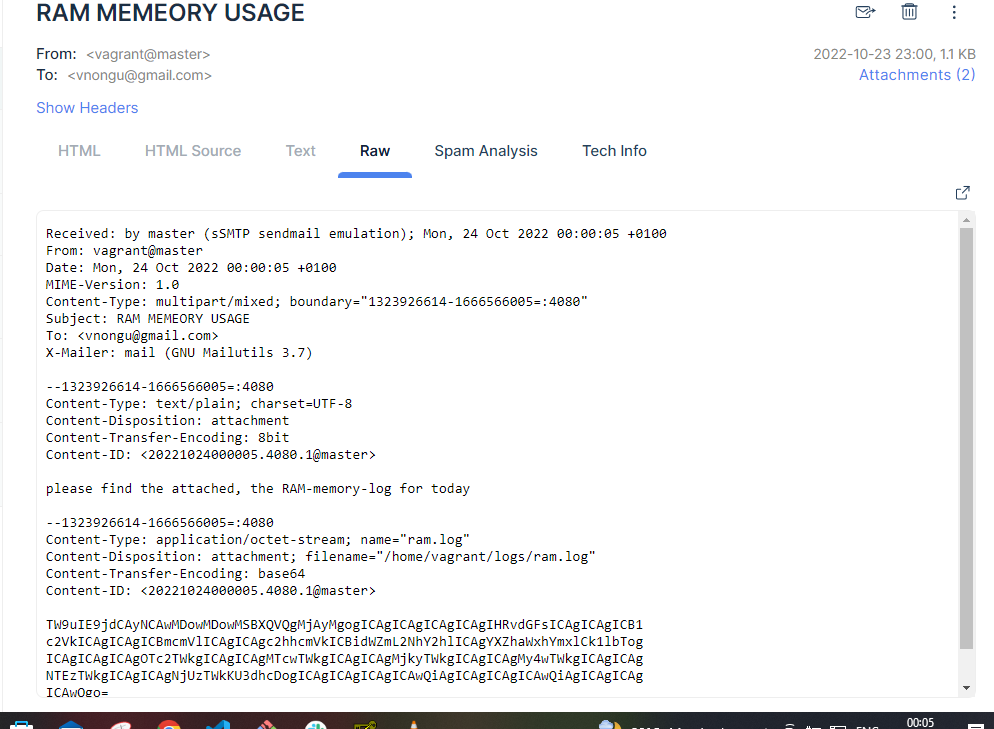 RAM MEMEORY USAGE
From: <vagrant@master>
2022-10-23 23:00, 1.1 KB
To: <vnongu@gmail.com>
Attachments (2)
Show Headers
HTML HTML Source Text Raw Spam Analysis Tech Info
Received: by master (sSMTP sendmail emulation); Mon, 24 Oct 2022 00:00:05 +0100
From: vagrant@master
Date: Mon, 24 Oct 2022 00:00:05 +0100
MIME-Version: 1.0
Content-Type: multipart/mixed; boundary="1323926614-1666566005=:4080"
Subject: RAM MEMEORY USAGE
To: <vnongu@gmail.com>
X-Mailer: mail (GNU Mailutils 3.7)
--1323926614-1666566005=:4080
Content-Type: text/plain; charset=UTF-8
Content-Disposition: attachment
Content-Transfer-Encoding: 8bit
Content-ID: <20221024000005.4080.1@master>
please find the attached, the RAM-memory-log for today
--1323926614-1666566005=:4080
Content-Type: application/octet-stream; name="ram.log"
Content-Disposition: attachment; filename="/home/vagrant/logs/ram.log"
Content-Transfer-Encoding: base64
Content-ID: <20221024000005.4080.1@master>
TW9uIE9jdCAyNCAwMDowMDowMSBXQVQgMjAyMgogICAgICAgICAgICAgIHRvdGFsICAgICAgICB1
c2VkICAgICAgICBmcmVlICAgICAgc2hhcmVkICBidWZmL2NhY2hlICAgYXZhaWxhYmxlCk1lbTog
ICAgICAgICAgOTc2TWkgICAgICAgMTcwTWkgICAgICAgMjkyTWkgICAgICAgMy4wTWkgICAgICAg
NTEzTWkgICAgICAgNjUzTWkKU3dhcDogICAgICAgICAgICAwQiAgICAgICAgICAwQiAgICAgICAg
ICAwQgo=
00:05
ENG